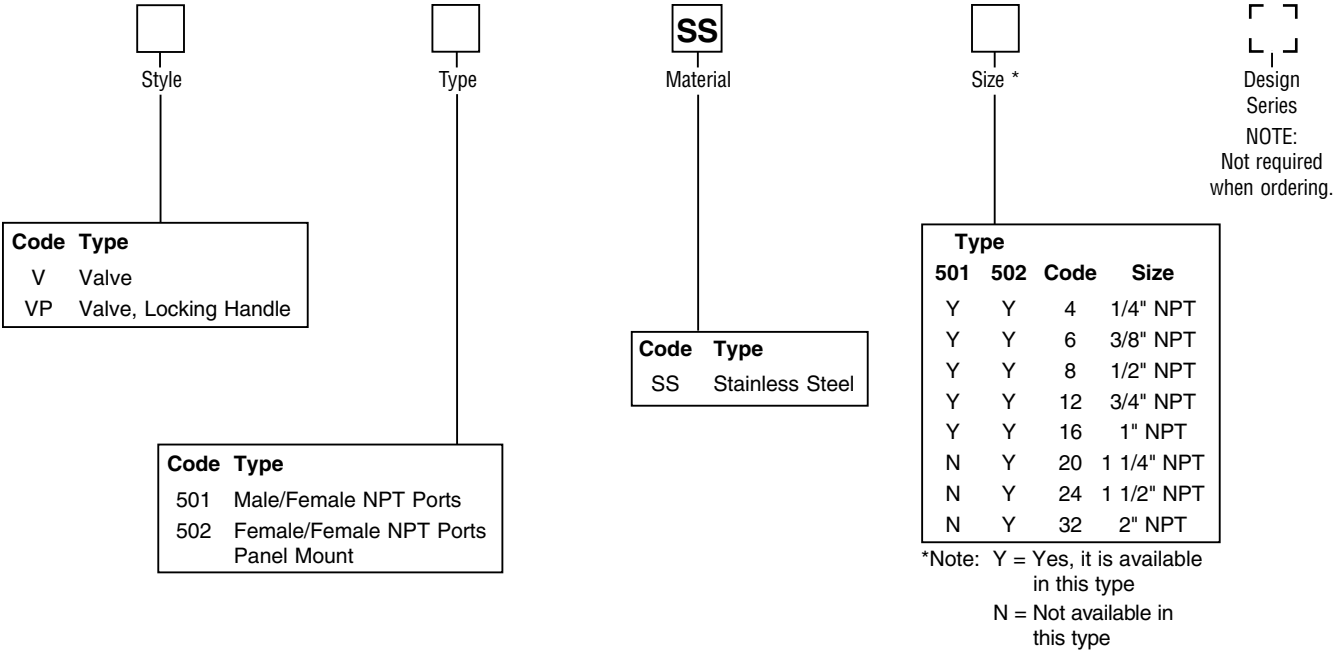 SS
Style
Type
Material
Size *
Design
Series
NOTE:
Not required
when ordering.
Code Type
V Valve
VP Valve, Locking Handle
Code Type
501 Male/Female NPT Ports
502 Female/Female NPT Ports
Panel Mount
Code Type
SS Stainless Steel
Type
501 502 Code Size
Y Y 4 1/4" NPT
Y Y 6 3/8" NPT
Y Y 8 1/2" NPT
Y Y 12 3/4" NPT
Y Y 16 1" NPT
N Y 20 1 1/4" NPT
N Y 24 1 1/2" NPT
N Y 32 2" NPT
*Note: Y = Yes, it is available
in this type
N = Not available in
this type